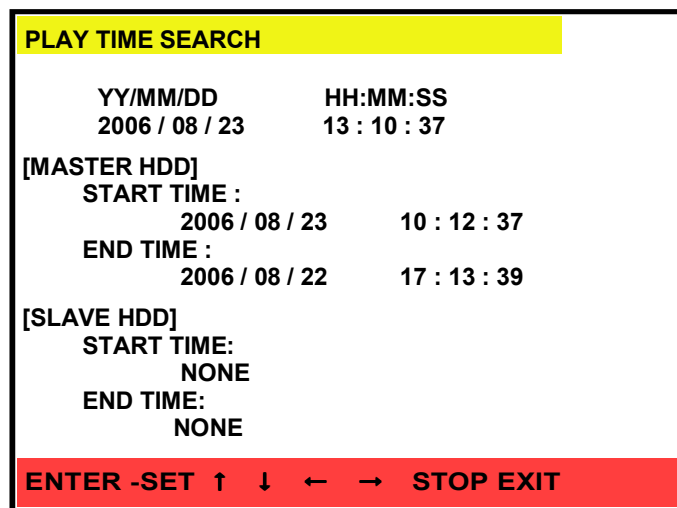 PLAY TIME SEARCH
YY/MM/DD HH:MM:SS
2006 / 08 / 23 13 : 10 : 37
[MASTER HDD]
START TIME :
2006 / 08 / 23 10 : 12 : 37
END TIME :
2006 / 08 / 22 17 : 13 : 39
[SLAVE HDD]
START TIME:
NONE
END TIME:
NONE
ENTER -SET ↑ ↓ ← → STOP EXIT